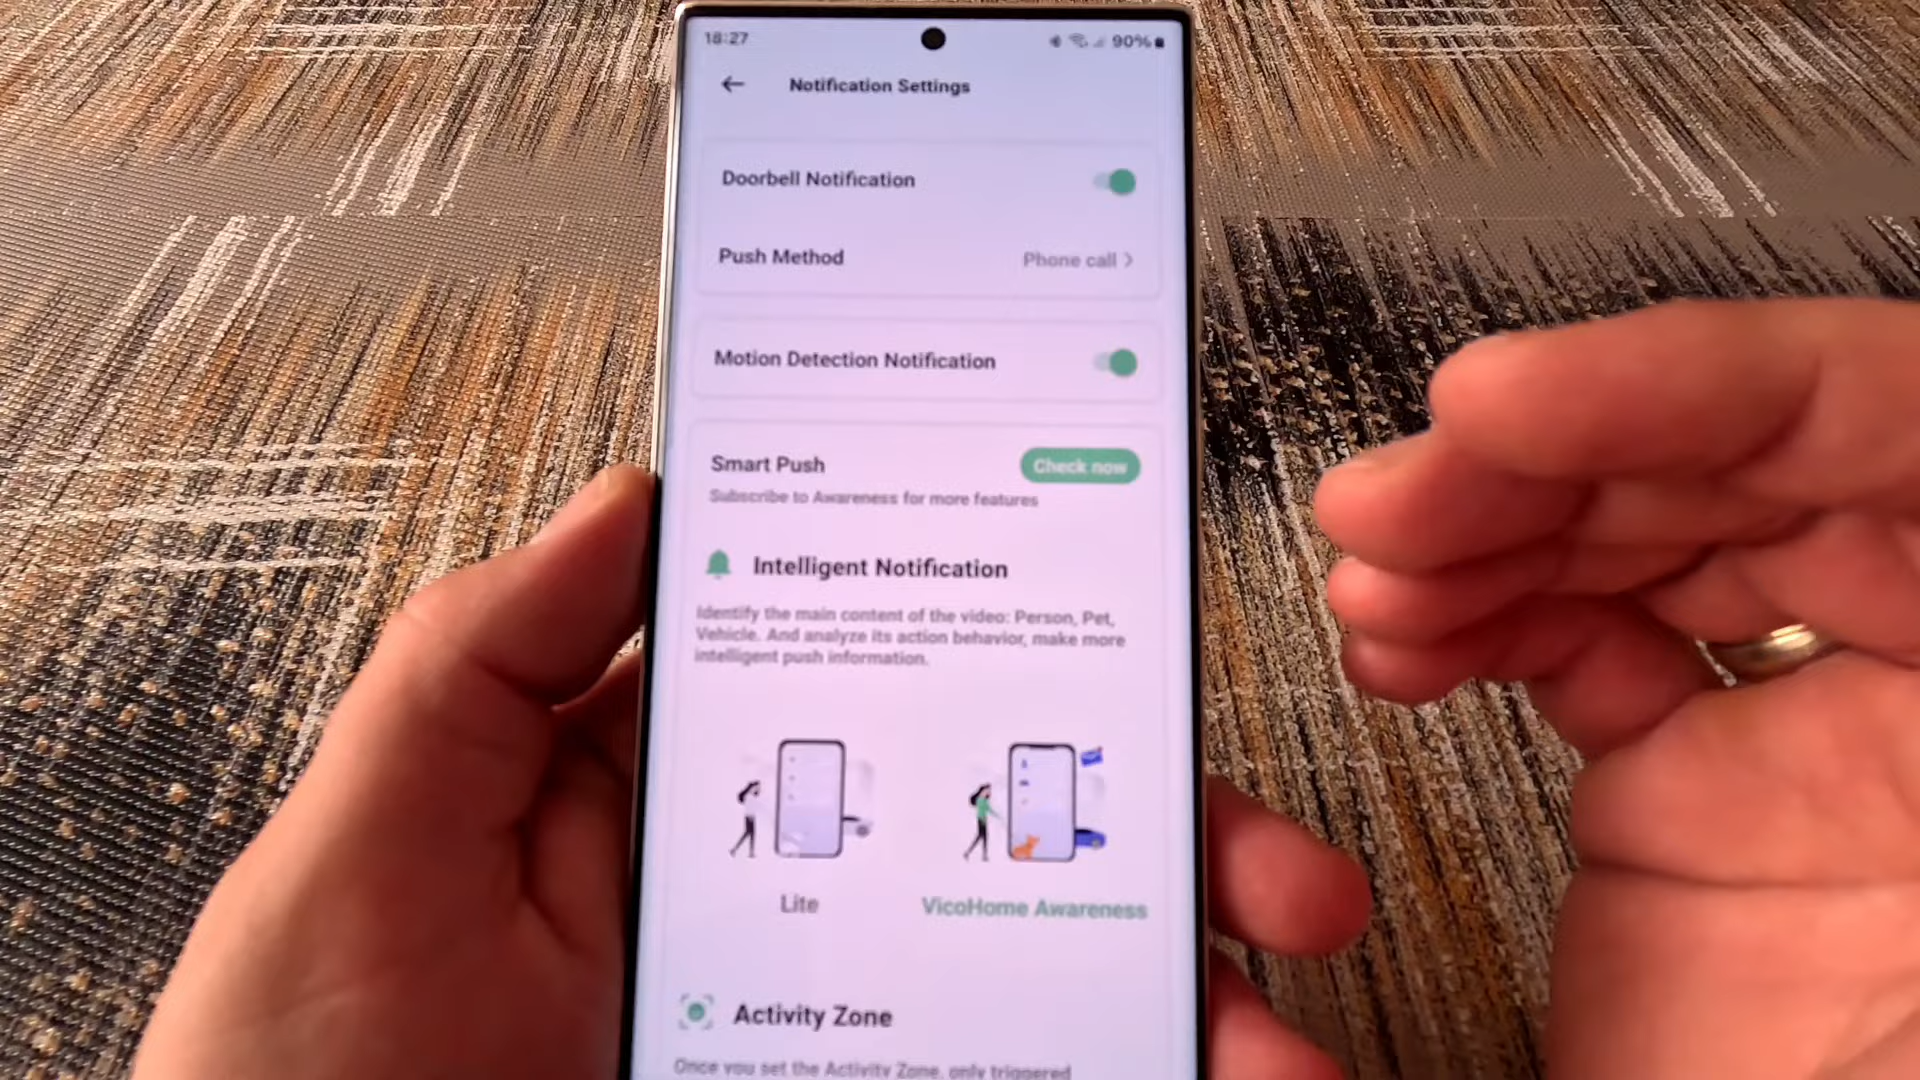 18:27
90%
Notification Settings
Doorbell Notification
Push Method
Phone call
Motion Detection Notification
Smart Push
Check now
Subscribe to Awareness for more features
Intelligent Notification
Identify the main content of the video: Person, Pet,
Vehicle. And analyze its action behavior, make more
intelligent push information.
Lite
VicoHome Awareness
Activity Zone
Once you set the Activity Zone, only triggered